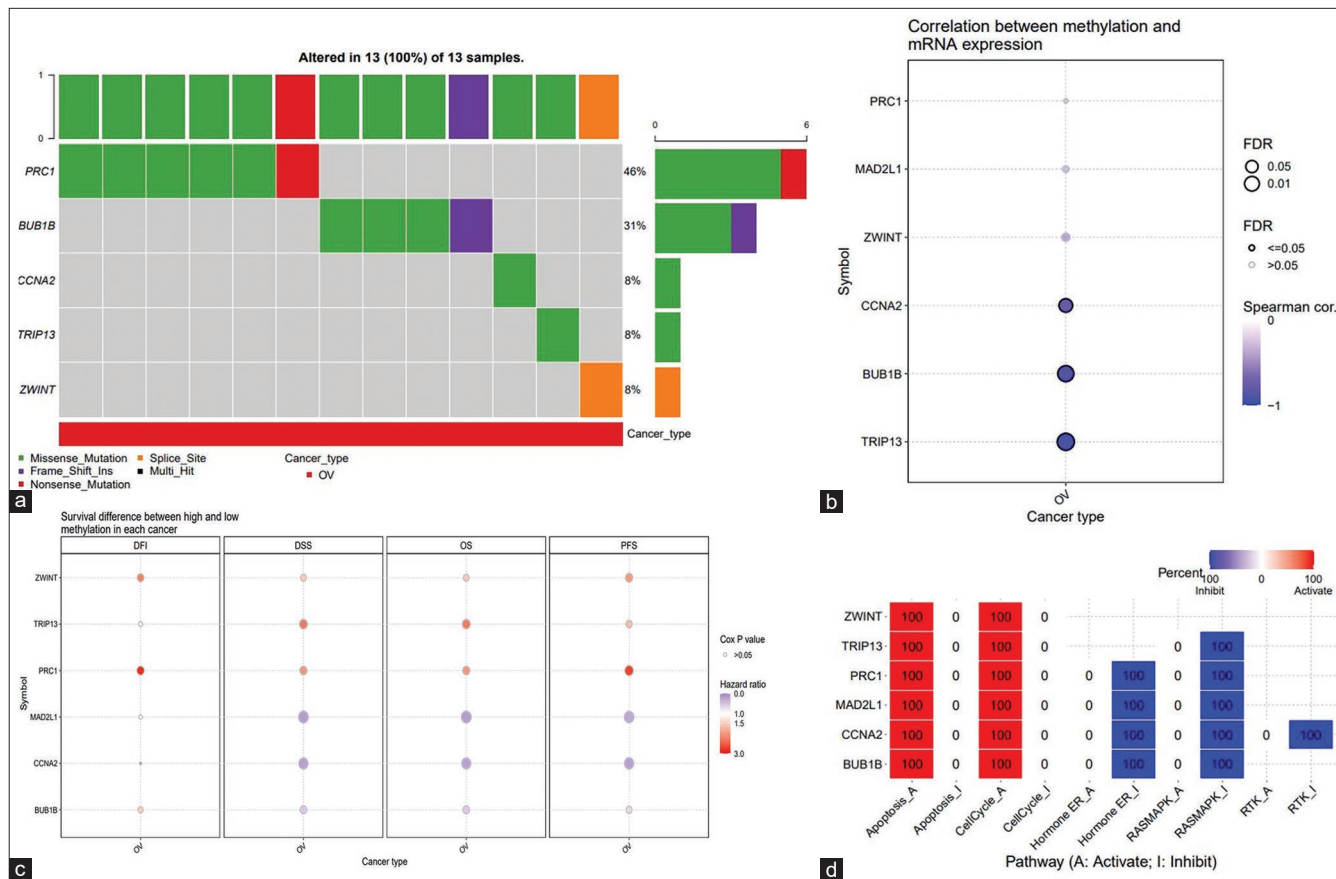 Altered in 13 (100%) of 13 samples.
1
0
0 6
PRC1 46%
BUB1B 31%
CCNA2 8%
TRIP13 8%
ZWINT 8%
Cancer_type
Missense_Mutation
Frame_Shift_Ins
Nonsense_Mutation
Splice_Site
Multi_Hit
Cancer_type
OV
a
Correlation between methylation and
mRNA expression
Symbol
PRC1
MAD2L1
ZWINT
CCNA2
BUB1B
TRIP13
OV
Cancer type
FDR
0.05
0.01
FDR
<=0.05
>0.05
Spearman cor.
0
−1
b
Survival difference between high and low
methylation in each cancer
DFI DSS OS PFS
Symbol
ZWINT
TRIP13
PRC1
MAD2L1
CCNA2
BUB1B
OV OV OV OV
Cancer type
Cox P value
>0.05
Hazard ratio
0.0
1.0
1.5
3.0
c
Percent
100 0 100
Inhibit Activate
ZWINT 100 0 100 0
TRIP13 100 0 100 0 0 100
PRC1 100 0 100 0 0 100 0 100
MAD2L1 100 0 100 0 0 100 0 100
CCNA2 100 0 100 0 0 100 0 100 0 100
BUB1B 100 0 100 0 0 100 0 100
Apoptosis_A
Apoptosis_I
CellCycle_A
CellCycle_I
Hormone ER_A
Hormone ER_I
RASMAPK_A
RASMAPK_I
RTK_A
RTK_I
Pathway (A: Activate; I: Inhibit)
d